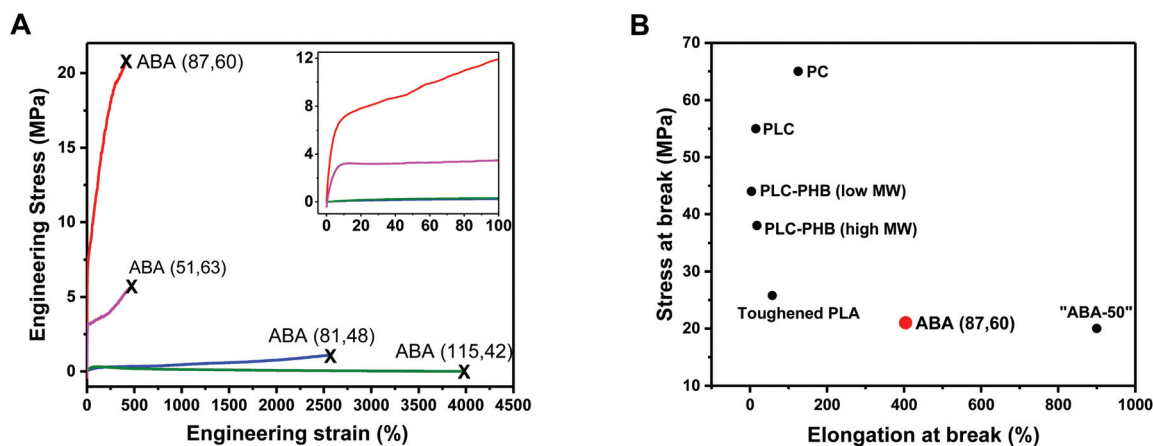 A
Engineering Stress (MPa)
20
15
10
5
0
0 500 1000 1500 2000 2500 3000 3500 4000 4500
Engineering strain (%)
X ABA (87,60)
ABA (51,63)
X
ABA (81,48)
X
ABA (115,42)
X
12
8
4
0
0 20 40 60 80 100
B
Stress at break (MPa)
70
60
50
40
30
20
10
0 200 400 600 800 1000
Elongation at break (%)
PC
PLC
PLC-PHB (low MW)
PLC-PHB (high MW)
Toughened PLA
ABA (87,60)
"ABA-50"